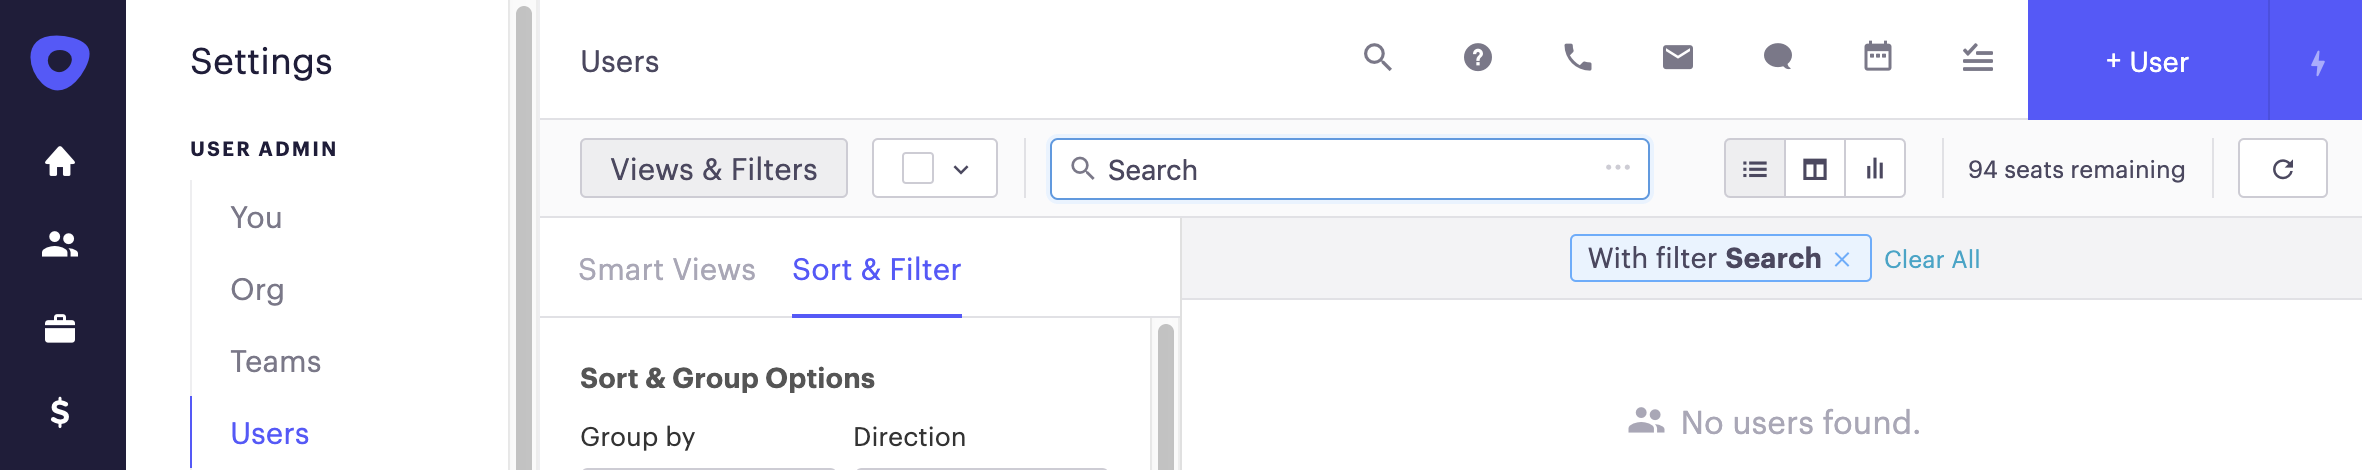 Settings
USER ADMIN
You
Org
Teams
Users
Users
+ User
Views & Filters
Search
94 seats remaining
Smart Views
Sort & Filter
With filter Search
Clear All
Sort & Group Options
Group by
Direction
No users found.